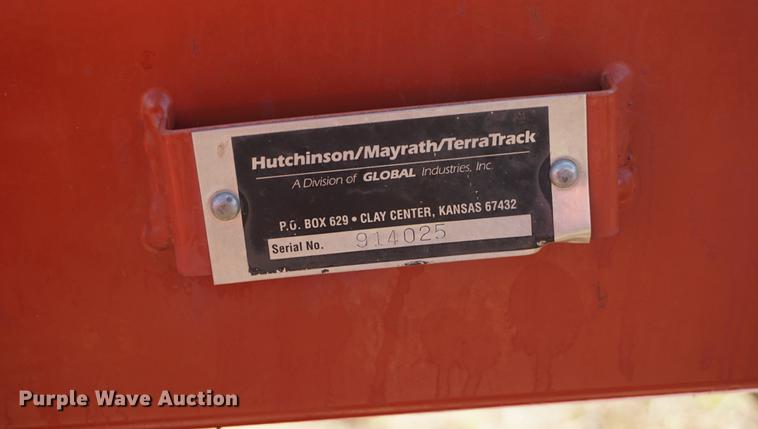 Hutchinson/Mayrath/TerraTrack
A Division of GLOBAL Industries, Inc.
P.O. BOX 629 • CLAY CENTER, KANSAS 67432
Serial No. 914025
Purple Wave Auction